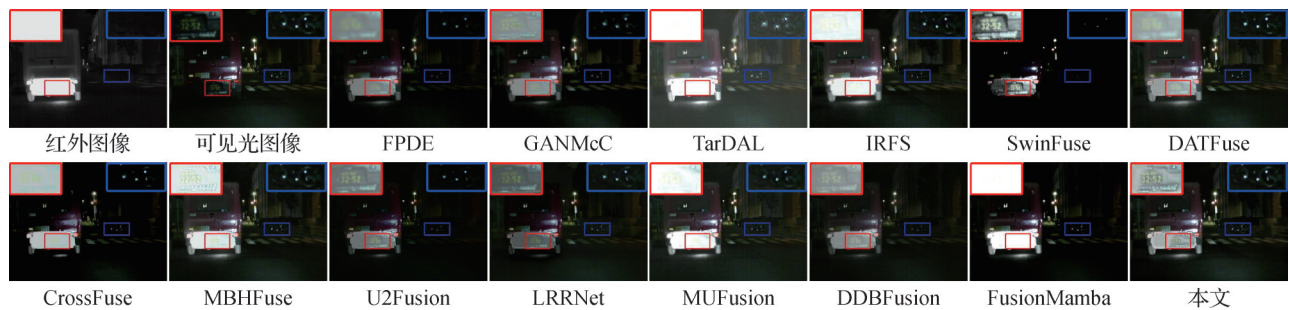 红外图像 可见光图像 FPDE GANMcC TarDAL IRFS SwinFuse DATFuse
CrossFuse MBHFuse U2Fusion LRRNet MUFusion DDBFusion FusionMamba 本文